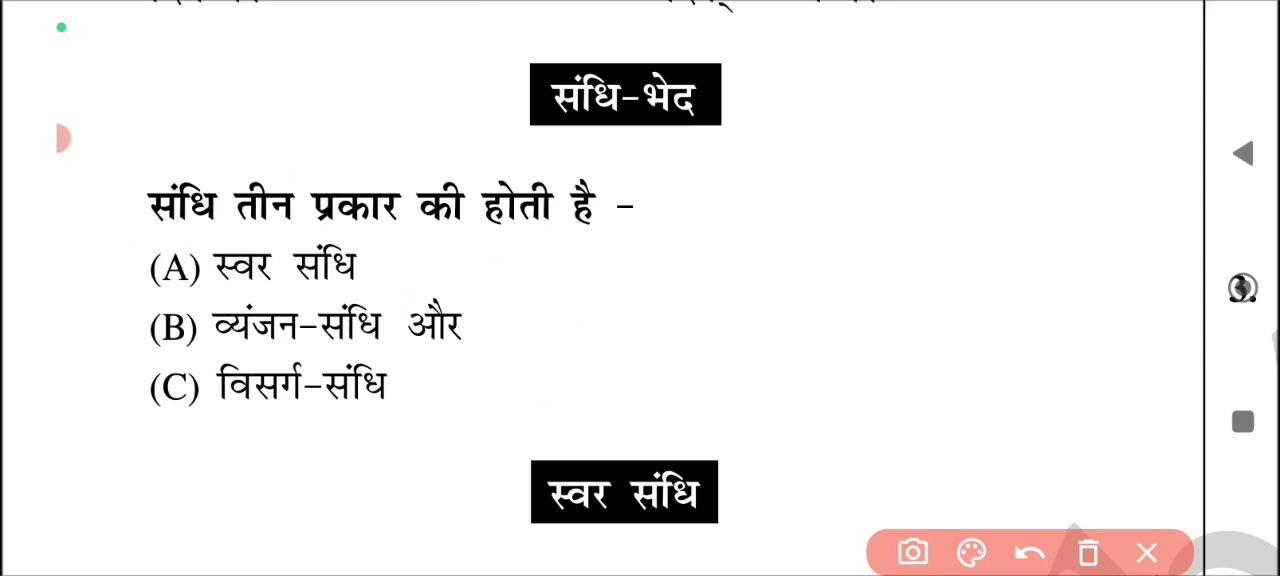 संधि-भेद
संधि तीन प्रकार की होती है -
(A) स्वर संधि
(B) व्यंजन-संधि और
(C) विसर्ग-संधि
स्वर संधि